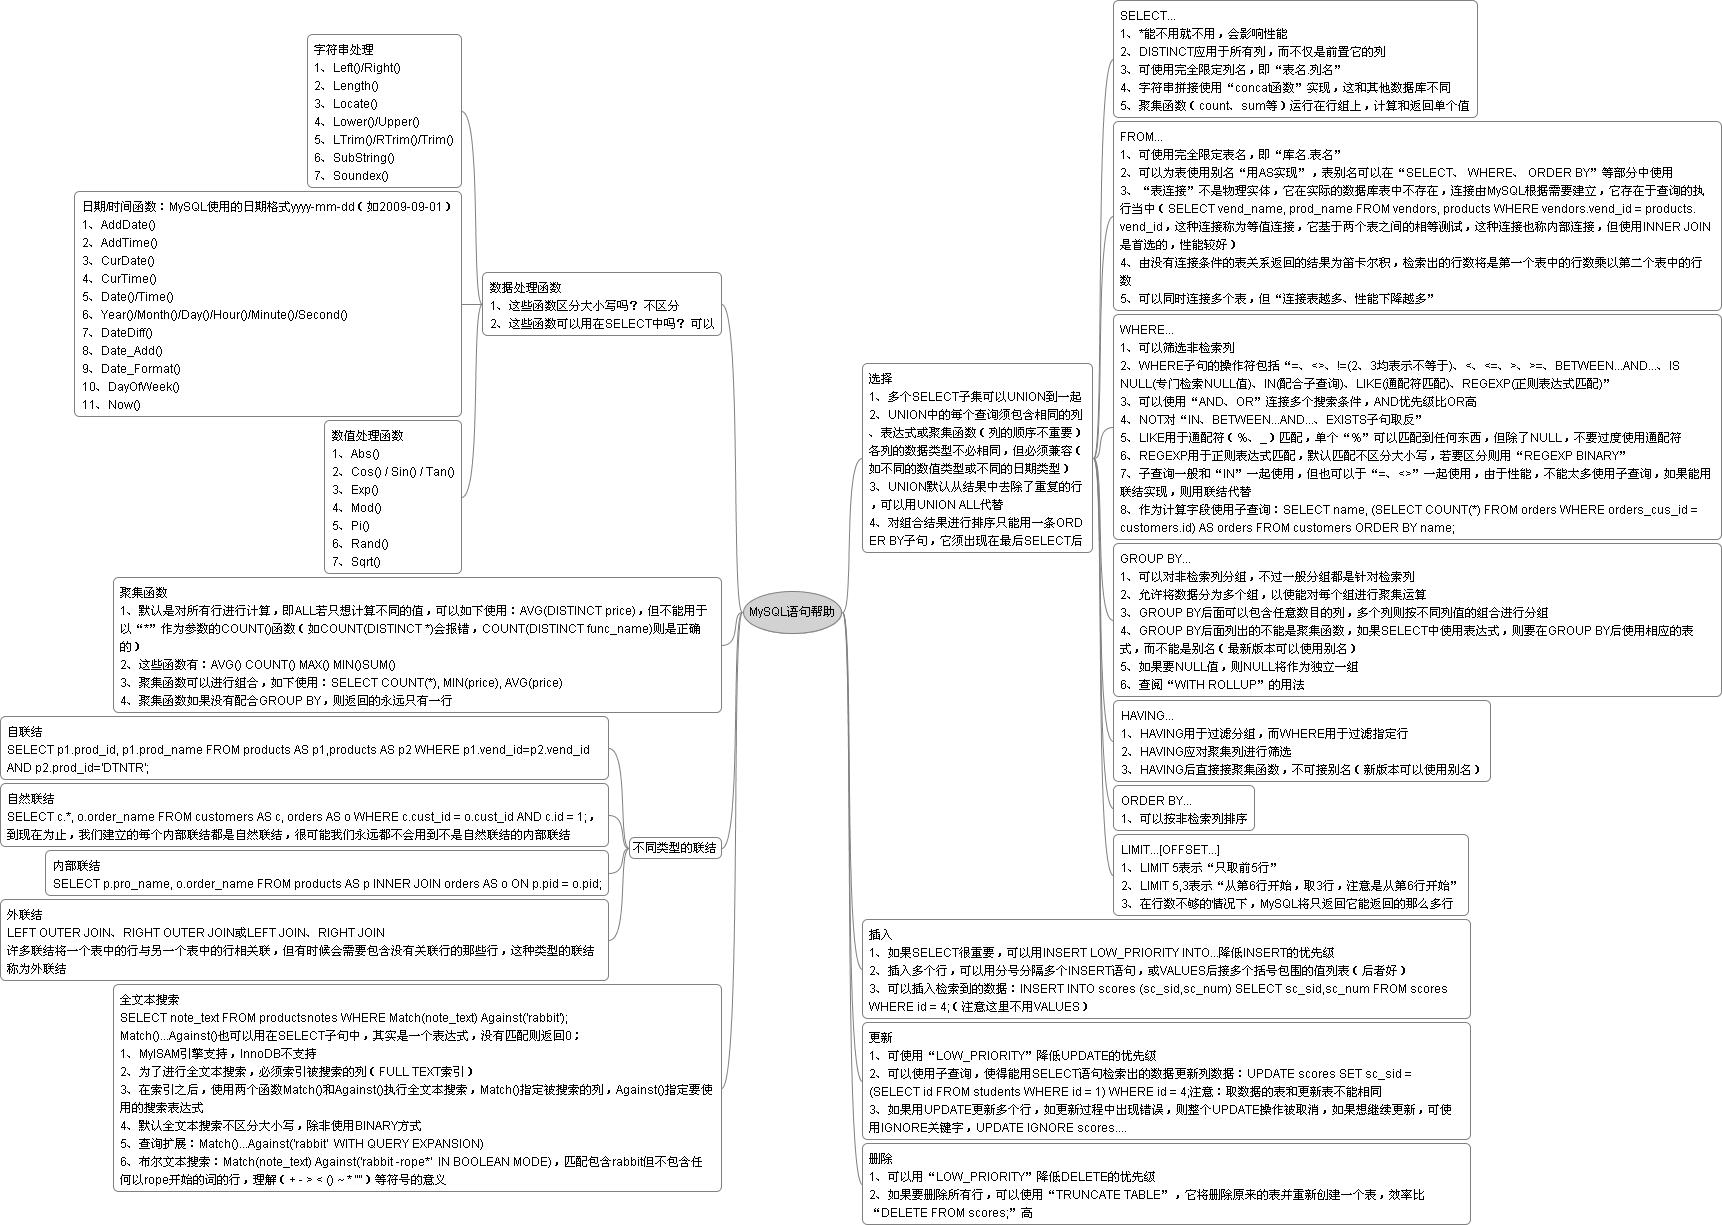 字符串处理
1、Left()/Right()
2、Length()
3、Locate()
4、Lower()/Upper()
5、LTrim()/RTrim()/Trim()
6、SubString()
7、Soundex()
日期/时间函数：MySQL使用的日期格式yyyy-mm-dd（如2009-09-01）
1、AddDate()
2、AddTime()
3、CurDate()
4、CurTime()
5、Date()/Time()
6、Year()/Month()/Day()/Hour()/Minute()/Second()
7、DateDiff()
8、Date_Add()
9、Date_Format()
10、DayOfWeek()
11、Now()
数值处理函数
1、Abs()
2、Cos() / Sin() / Tan()
3、Exp()
4、Mod()
5、Pi()
6、Rand()
7、Sqrt()
数据处理函数
1、这些函数区分大小写吗？ 不区分
2、这些函数可以用在SELECT中吗？可以
聚集函数
1、默认是对所有行进行计算，即ALL若只想计算不同的值，可以如下使用：AVG(DISTINCT price)，但不能用于
以“*”作为参数的COUNT()函数（如COUNT(DISTINCT *)会报错，COUNT(DISTINCT func_name)则是正确
的）
2、这些函数有：AVG() COUNT() MAX() MIN()SUM()
3、聚集函数可以进行组合，如下使用：SELECT COUNT(*), MIN(price), AVG(price)
4、聚集函数如果没有配合GROUP BY，则返回的永远只有一行
自联结
SELECT p1.prod_id, p1.prod_name FROM products AS p1,products AS p2 WHERE p1.vend_id=p2.vend_id
AND p2.prod_id='DTNTR';
自然联结
SELECT c.*, o.order_name FROM customers AS c, orders AS o WHERE c.cust_id = o.cust_id AND c.id = 1;，
到现在为止，我们建立的每个内部联结都是自然联结，很可能我们永远都不会用到不是自然联结的内部联结
内部联结
SELECT p.pro_name, o.order_name FROM products AS p INNER JOIN orders AS o ON p.pid = o.pid;
外联结
LEFT OUTER JOIN、RIGHT OUTER JOIN或LEFT JOIN、RIGHT JOIN
许多联结将一个表中的行与另一个表中的行相关联，但有时候会需要包含没有关联行的那些行，这种类型的联结
称为外联结
不同类型的联结
全文本搜索
SELECT note_text FROM productsnotes WHERE Match(note_text) Against('rabbit');
Match()...Against()也可以用在SELECT子句中，其实是一个表达式，没有匹配则返回0；
1、MyISAM引擎支持，InnoDB不支持
2、为了进行全文本搜索，必须索引被搜索的列（FULL TEXT索引）
3、在索引之后，使用两个函数Match()和Against()执行全文本搜索，Match()指定被搜索的列，Against()指定要使
用的搜索表达式
4、默认全文本搜索不区分大小写，除非使用BINARY方式
5、查询扩展：Match()...Against('rabbit' WITH QUERY EXPANSION)
6、布尔文本搜索：Match(note_text) Against('rabbit -rope*' IN BOOLEAN MODE)，匹配包含rabbit但不包含任
何以rope开始的词的行，理解（ + - > < () ~ * "" ）等符号的意义
MySQL语句帮助
选择
1、多个SELECT子集可以UNION到一起
2、UNION中的每个查询须包含相同的列
、表达式或聚集函数（列的顺序不重要）
各列的数据类型不必相同，但必须兼容（
如不同的数值类型或不同的日期类型）
3、UNION默认从结果中去除了重复的行
，可以用UNION ALL代替
4、对组合结果进行排序只能用一条ORD
ER BY子句，它须出现在最后SELECT后
SELECT...
1、*能不用就不用，会影响性能
2、DISTINCT应用于所有列，而不仅是前置它的列
3、可使用完全限定列名，即“表名.列名”
4、字符串拼接使用“concat函数”实现，这和其他数据库不同
5、聚集函数（count、sum等）运行在行组上，计算和返回单个值
FROM...
1、可使用完全限定表名，即“库名.表名”
2、可以为表使用别名“用AS实现”，表别名可以在“SELECT、WHERE、ORDER BY”等部分中使用
3、“表连接”不是物理实体，它在实际的数据库表中不存在，连接由MySQL根据需要建立，它存在于查询的执
行当中（SELECT vend_name, prod_name FROM vendors, products WHERE vendors.vend_id = products.
vend_id，这种连接称为等值连接，它基于两个表之间的相等测试，这种连接也称内部连接，但使用INNER JOIN
是首选的，性能较好）
4、由没有连接条件的表关系返回的结果为笛卡尔积，检索出的行数将是第一个表中的行数乘以第二个表中的行
数
5、可以同时连接多个表，但“连接表越多、性能下降越多”
WHERE...
1、可以筛选非检索列
2、WHERE子句的操作符包括“=、<>、!=(2、3均表示不等于)、<、<=、>、>=、BETWEEN...AND...、IS
NULL(专门检索NULL值)、IN(配合子查询)、LIKE(通配符匹配)、REGEXP(正则表达式匹配)”
3、可以使用“AND、OR”连接多个搜索条件，AND优先级比OR高
4、NOT对“IN、BETWEEN...AND...、EXISTS子句取反”
5、LIKE用于通配符（%、_）匹配，单个“%”可以匹配到任何东西，但除了NULL，不要过度使用通配符
6、REGEXP用于正则表达式匹配，默认匹配不区分大小写，若要区分则用“REGEXP BINARY”
7、子查询一般和“IN”一起使用，但也可以于“=、<>”一起使用，由于性能，不能太多使用子查询，如果能用
联结实现，则用联结代替
8、作为计算字段使用子查询：SELECT name, (SELECT COUNT(*) FROM orders WHERE orders_cus_id =
customers.id) AS orders FROM customers ORDER BY name;
GROUP BY...
1、可以对非检索列分组，不过一般分组都是针对检索列
2、允许将数据分为多个组，以使能对每个组进行聚集运算
3、GROUP BY后面可以包含任意数目的列，多个列则按不同列值的组合进行分组
4、GROUP BY后面列出的不能是聚集函数，如果SELECT中使用表达式，则要在GROUP BY后使用相应的表
式，而不能是别名（最新版本可以使用别名）
5、如果要NULL值，则NULL将作为独立一组
6、查阅“WITH ROLLUP”的用法
HAVING...
1、HAVING用于过滤分组，而WHERE用于过滤指定行
2、HAVING应对聚集列进行筛选
3、HAVING后直接接聚集函数，不可接别名（新版本可以使用别名）
ORDER BY...
1、可以按非检索列排序
LIMIT...[OFFSET...]
1、LIMIT 5表示“只取前5行”
2、LIMIT 5,3表示“从第6行开始，取3行，注意是从第6行开始”
3、在行数不够的情况下，MySQL将只返回它能返回的那么多行
插入
1、如果SELECT很重要，可以用INSERT LOW_PRIORITY INTO...降低INSERT的优先级
2、插入多个行，可以用分号分隔多个INSERT语句，或VALUES后接多个括号包围的值列表（后者好）
3、可以插入检索到的数据：INSERT INTO scores (sc_sid,sc_num) SELECT sc_sid,sc_num FROM scores
WHERE id = 4;（注意这里不用VALUES）
更新
1、可使用“LOW_PRIORITY”降低UPDATE的优先级
2、可以使用子查询，使得能用SELECT语句检索出的数据更新列数据：UPDATE scores SET sc_sid =
(SELECT id FROM students WHERE id = 1) WHERE id = 4;注意：取数据的表和更新表不能相同
3、如果用UPDATE更新多个行，如更新过程中出现错误，则整个UPDATE操作被取消，如果想继续更新，可使
用IGNORE关键字，UPDATE IGNORE scores....
删除
1、可以用“LOW_PRIORITY”降低DELETE的优先级
2、如果要删除所有行，可以使用“TRUNCATE TABLE”，它将删除原来的表并重新创建一个表，效率比
“DELETE FROM scores;”高